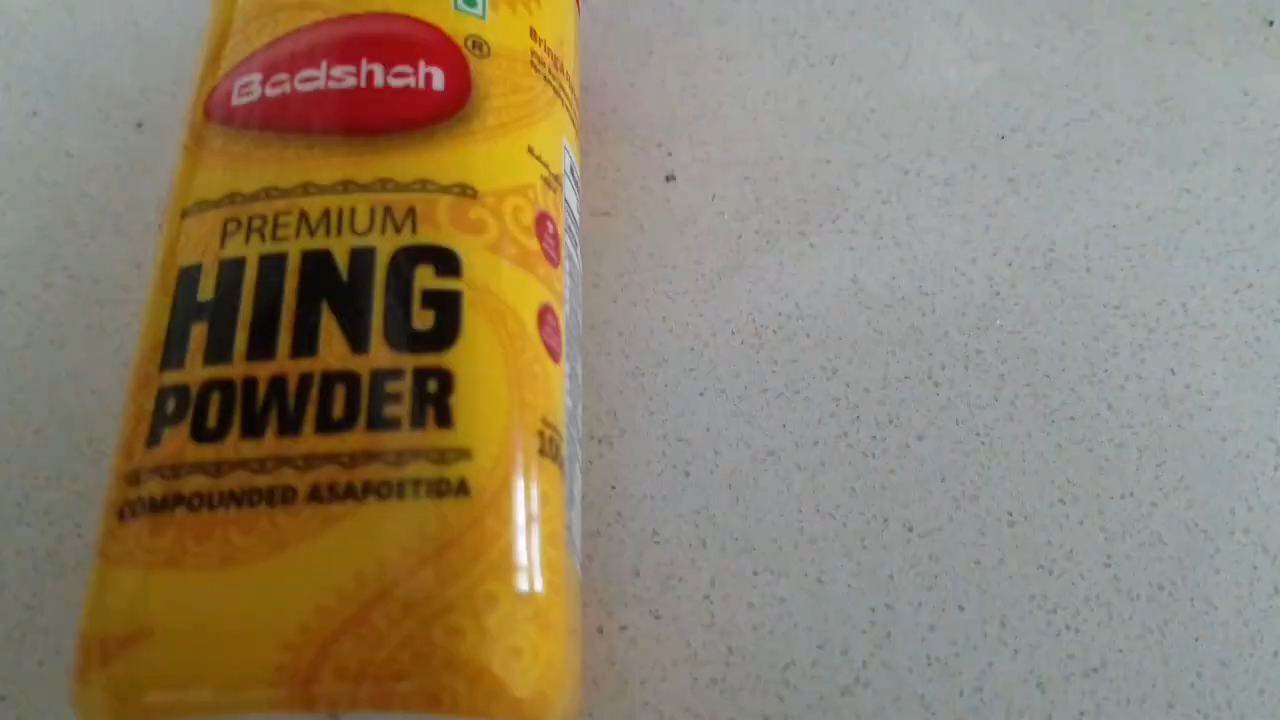 Badshah
®
PREMIUM
HING
POWDER
COMPOUNDED ASAFOETIDA